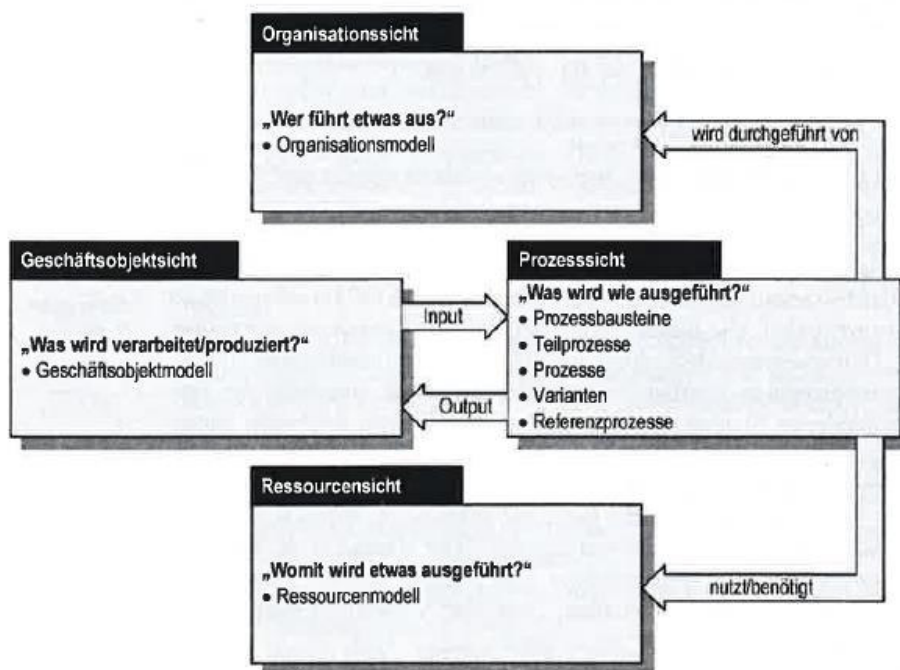 Organisationssicht
„Wer führt etwas aus?“
• Organisationsmodell
wird durchgeführt von
Geschäftsobjektsicht
„Was wird verarbeitet/produziert?“
• Geschäftsobjektmodell
Input
Output
Prozesssicht
„Was wird wie ausgeführt?“
• Prozessbausteine
• Teilprozesse
• Prozesse
• Varianten
• Referenzprozesse
Ressourcensicht
„Womit wird etwas ausgeführt?“
• Ressourcenmodell
nutzt/benötigt